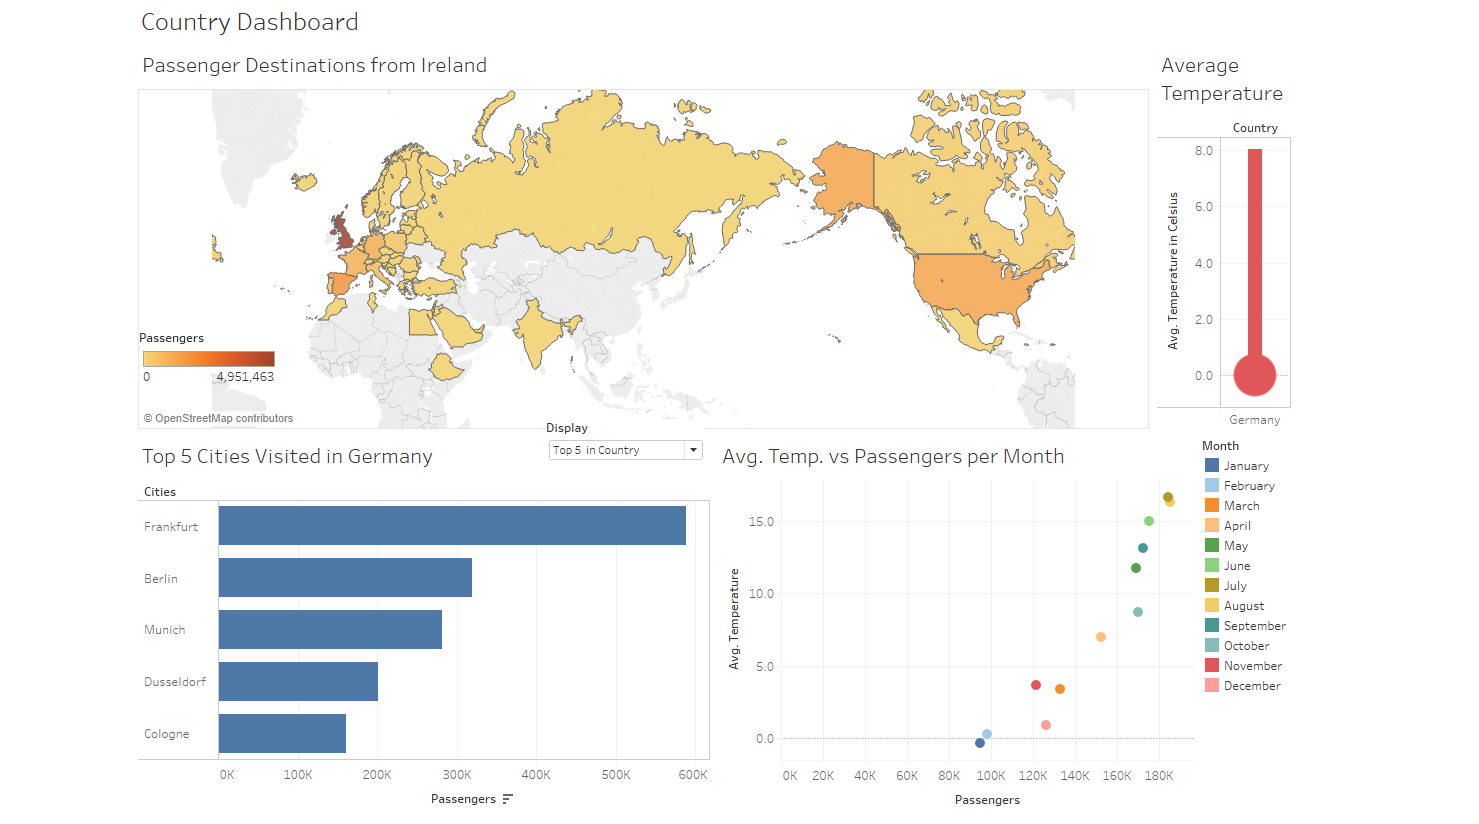 Country Dashboard
Passenger Destinations from Ireland
Average
Temperature
Country
8.0
6.0
4.0
2.0
0.0
Avg. Temperature in Celsius
Germany
Passengers
0
4,951,463
© OpenStreetMap contributors
Display
Top 5 in Country
Top 5 Cities Visited in Germany
Cities
Frankfurt
Berlin
Munich
Dusseldorf
Cologne
0K 100K 200K 300K 400K 500K 600K
Passengers
Avg. Temp. vs Passengers per Month
15.0
10.0
5.0
0.0
Avg. Temperature
0K 20K 40K 60K 80K 100K 120K 140K 160K 180K
Passengers
Month
January
February
March
April
May
June
July
August
September
October
November
December